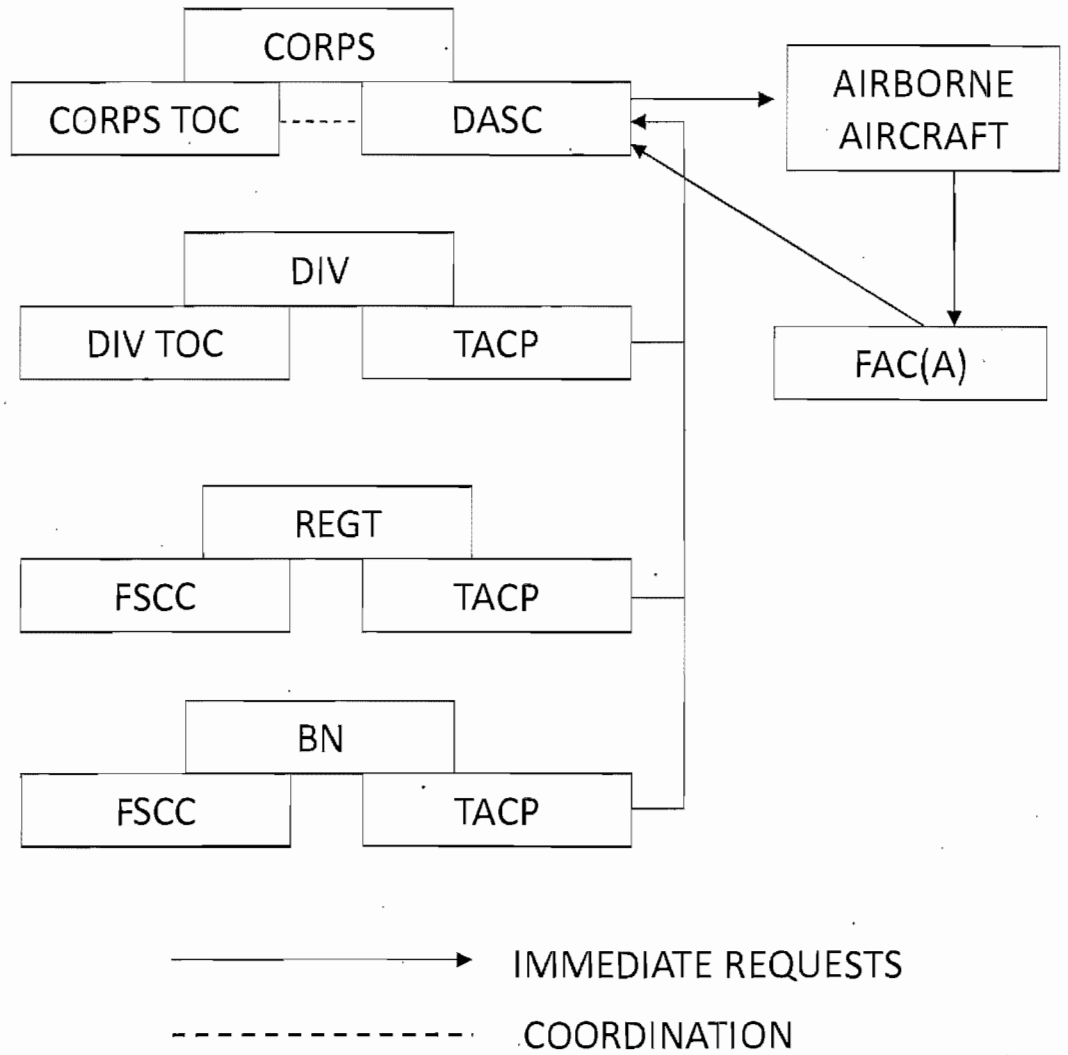 CORPS
CORPS TOC
DASC
AIRBORNE
AIRCRAFT
DIV
DIV TOC
TACP
FAC(A)
REGT
FSCC
TACP
BN
FSCC
TACP
IMMEDIATE REQUESTS
COORDINATION